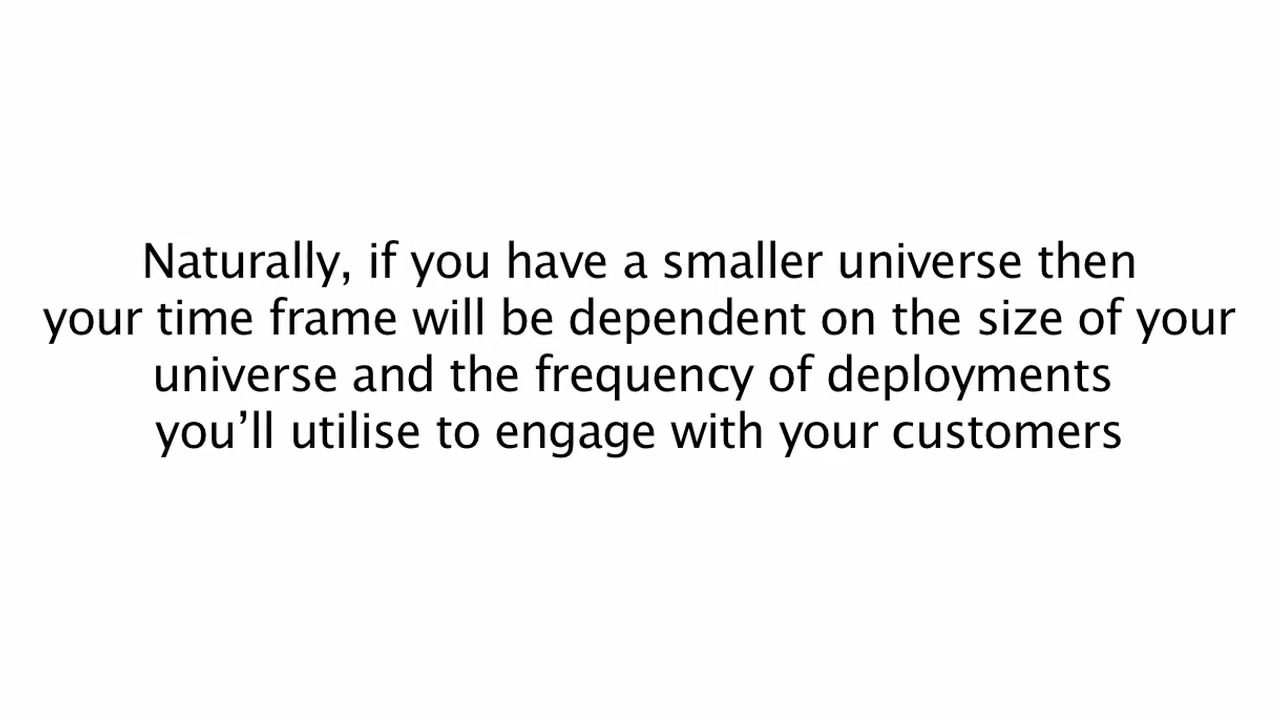 Naturally, if you have a smaller universe then
your time frame will be dependent on the size of your
universe and the frequency of deployments
you’ll utilise to engage with your customers